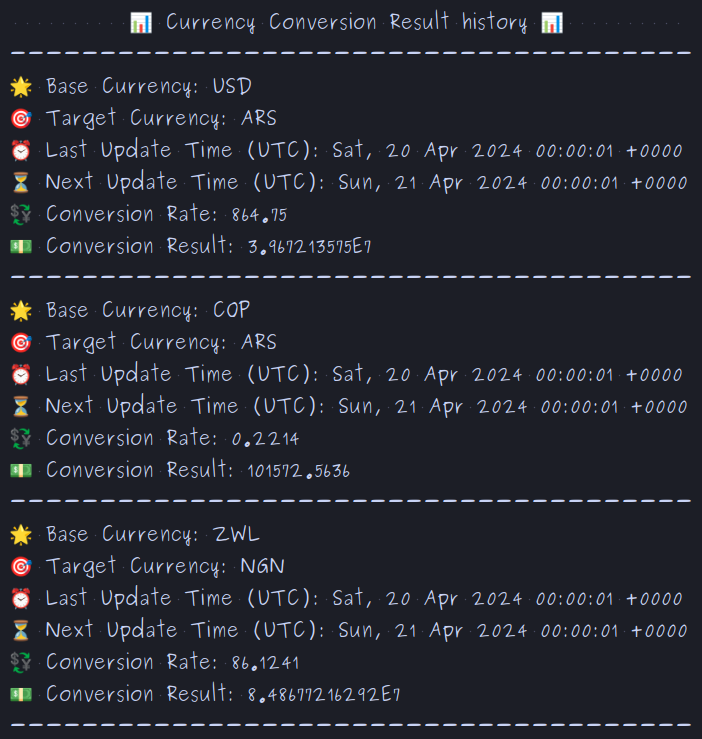 📊 Currency Conversion Result history 📊
------------------------------------------------
🌟 Base Currency: USD
🎯 Target Currency: ARS
⏰ Last Update Time (UTC): Sat, 20 Apr 2024 00:00:01 +0000
⏳ Next Update Time (UTC): Sun, 21 Apr 2024 00:00:01 +0000
💱 Conversion Rate: 864.75
💵 Conversion Result: 3.967213575E7
------------------------------------------------
🌟 Base Currency: COP
🎯 Target Currency: ARS
⏰ Last Update Time (UTC): Sat, 20 Apr 2024 00:00:01 +0000
⏳ Next Update Time (UTC): Sun, 21 Apr 2024 00:00:01 +0000
💱 Conversion Rate: 0.2214
💵 Conversion Result: 101572.5636
------------------------------------------------
🌟 Base Currency: ZWL
🎯 Target Currency: NGN
⏰ Last Update Time (UTC): Sat, 20 Apr 2024 00:00:01 +0000
⏳ Next Update Time (UTC): Sun, 21 Apr 2024 00:00:01 +0000
💱 Conversion Rate: 86.1241
💵 Conversion Result: 8.48677216292E7
------------------------------------------------